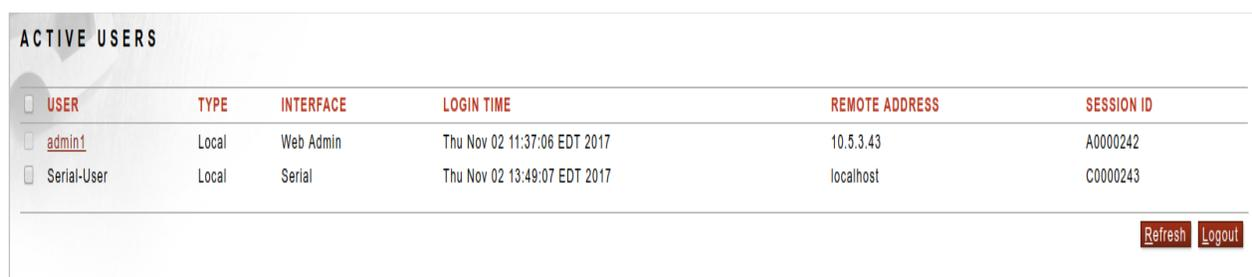 ACTIVE USERS
USER TYPE INTERFACE LOGIN TIME REMOTE ADDRESS SESSION ID
admin1 Local Web Admin Thu Nov 02 11:37:06 EDT 2017 10.5.3.43 A0000242
Serial-User Local Serial Thu Nov 02 13:49:07 EDT 2017 localhost C0000243
Refresh Logout